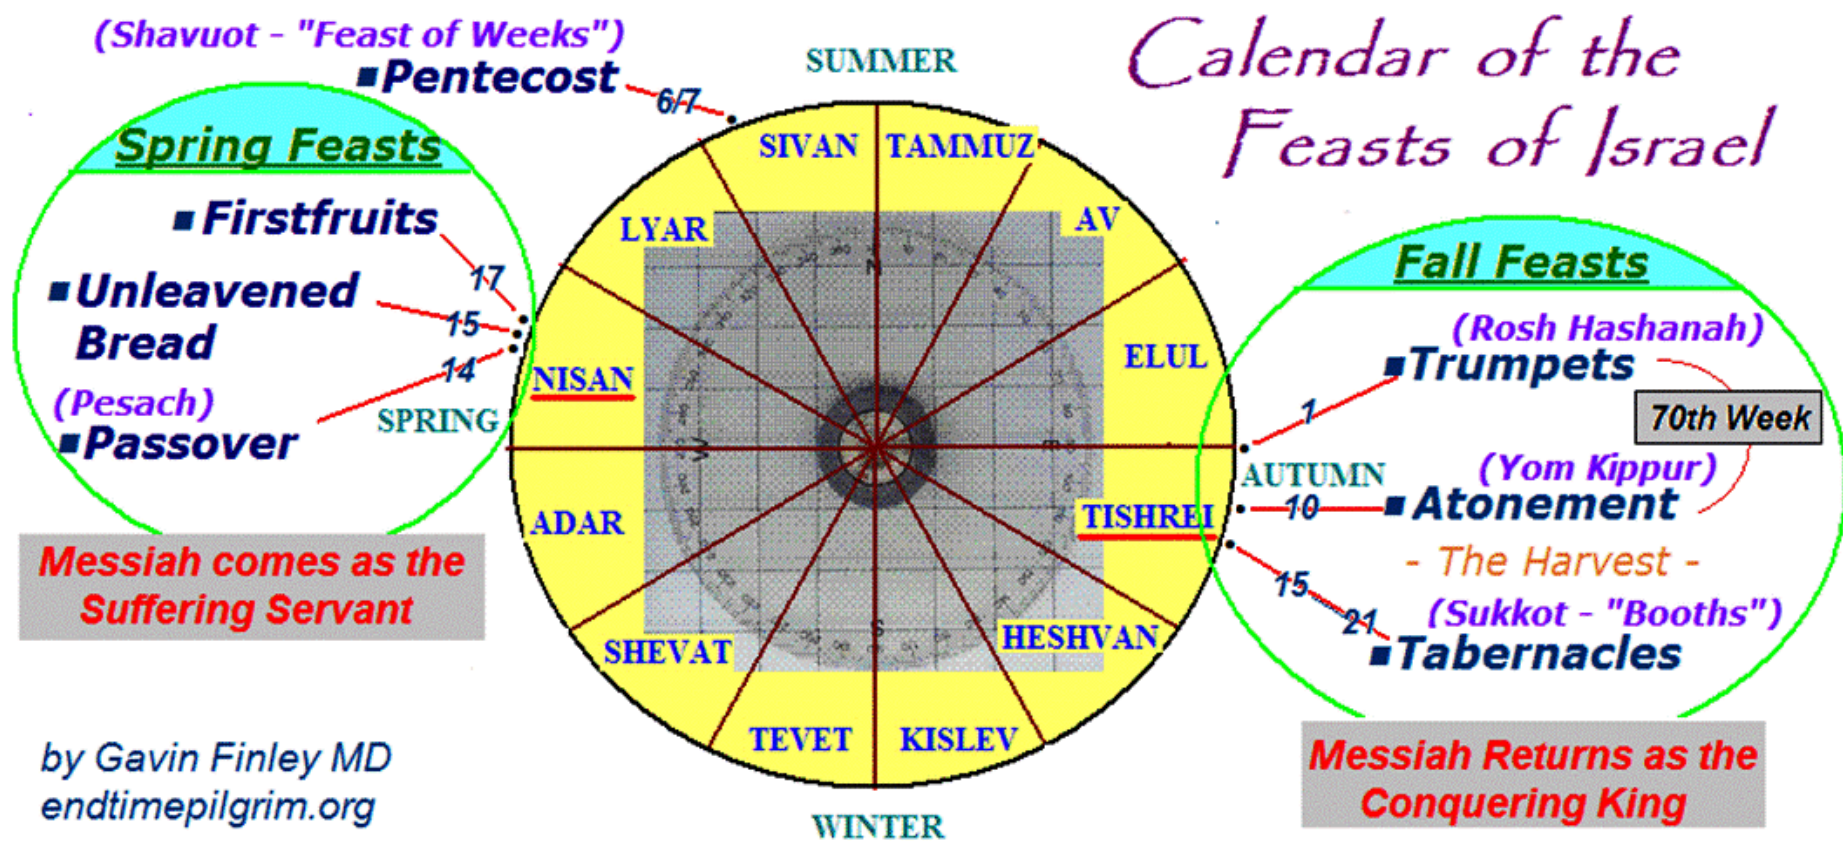 Calendar of the
Feasts of Israel
(Shavuot - "Feast of Weeks")
■Pentecost
6/7
SUMMER
Spring Feasts
■Firstfruits
17
■Unleavened
Bread
15
14
(Pesach)
■Passover
SPRING
Messiah comes as the
Suffering Servant
SIVAN
TAMMUZ
LYAR
AV
NISAN
ELUL
ADAR
TISHREI
SHEVAT
HESHVAN
TEVET
KISLEV
N
W
E
S
WINTER
AUTUMN
Fall Feasts
(Rosh Hashanah)
■Trumpets
1
70th Week
(Yom Kippur)
■Atonement
10
- The Harvest -
15
21
(Sukkot - "Booths")
■Tabernacles
Messiah Returns as the
Conquering King
by Gavin Finley MD
endtimepilgrim.org